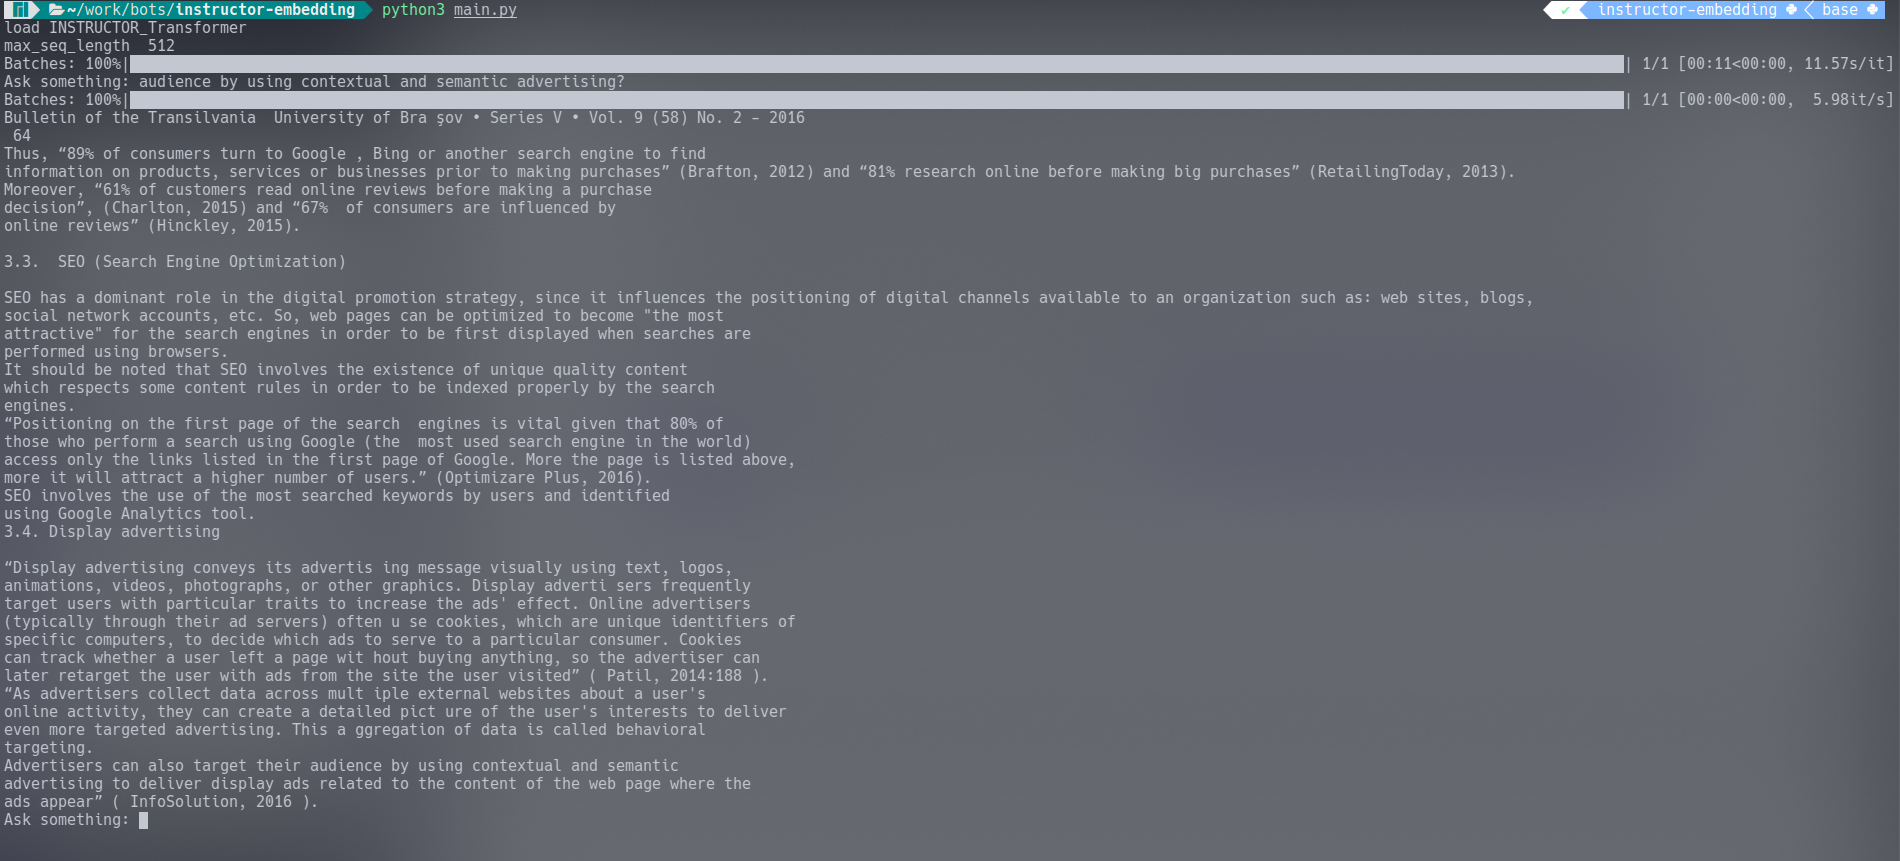 ~/work/bots/instructor-embedding python3 main.py ✔ instructor-embedding base
load INSTRUCTOR_Transformer
max_seq_length  512
Batches: 100%| | 1/1 [00:11<00:00, 11.57s/it]
Ask something: audience by using contextual and semantic advertising?
Batches: 100%| | 1/1 [00:00<00:00,  5.98it/s]
Bulletin of the Transilvania  University of Bra şov • Series V • Vol. 9 (58) No. 2 - 2016
 64
Thus, “89% of consumers turn to Google , Bing or another search engine to find
information on products, services or businesses prior to making purchases” (Brafton, 2012) and “81% research online before making big purchases” (RetailingToday, 2013).
Moreover, “61% of customers read online reviews before making a purchase
decision”, (Charlton, 2015) and “67%  of consumers are influenced by
online reviews” (Hinckley, 2015).

3.3.  SEO (Search Engine Optimization)

SEO has a dominant role in the digital promotion strategy, since it influences the positioning of digital channels available to an organization such as: web sites, blogs,
social network accounts, etc. So, web pages can be optimized to become "the most
attractive" for the search engines in order to be first displayed when searches are
performed using browsers.
It should be noted that SEO involves the existence of unique quality content
which respects some content rules in order to be indexed properly by the search
engines.
“Positioning on the first page of the search  engines is vital given that 80% of
those who perform a search using Google (the  most used search engine in the world)
access only the links listed in the first page of Google. More the page is listed above,
more it will attract a higher number of users.” (Optimizare Plus, 2016).
SEO involves the use of the most searched keywords by users and identified
using Google Analytics tool.
3.4. Display advertising

“Display advertising conveys its advertis ing message visually using text, logos,
animations, videos, photographs, or other graphics. Display adverti sers frequently
target users with particular traits to increase the ads' effect. Online advertisers
(typically through their ad servers) often u se cookies, which are unique identifiers of
specific computers, to decide which ads to serve to a particular consumer. Cookies
can track whether a user left a page wit hout buying anything, so the advertiser can
later retarget the user with ads from the site the user visited” ( Patil, 2014:188 ).
“As advertisers collect data across mult iple external websites about a user's
online activity, they can create a detailed pict ure of the user's interests to deliver
even more targeted advertising. This a ggregation of data is called behavioral
targeting.
Advertisers can also target their audience by using contextual and semantic
advertising to deliver display ads related to the content of the web page where the
ads appear” ( InfoSolution, 2016 ).
Ask something: